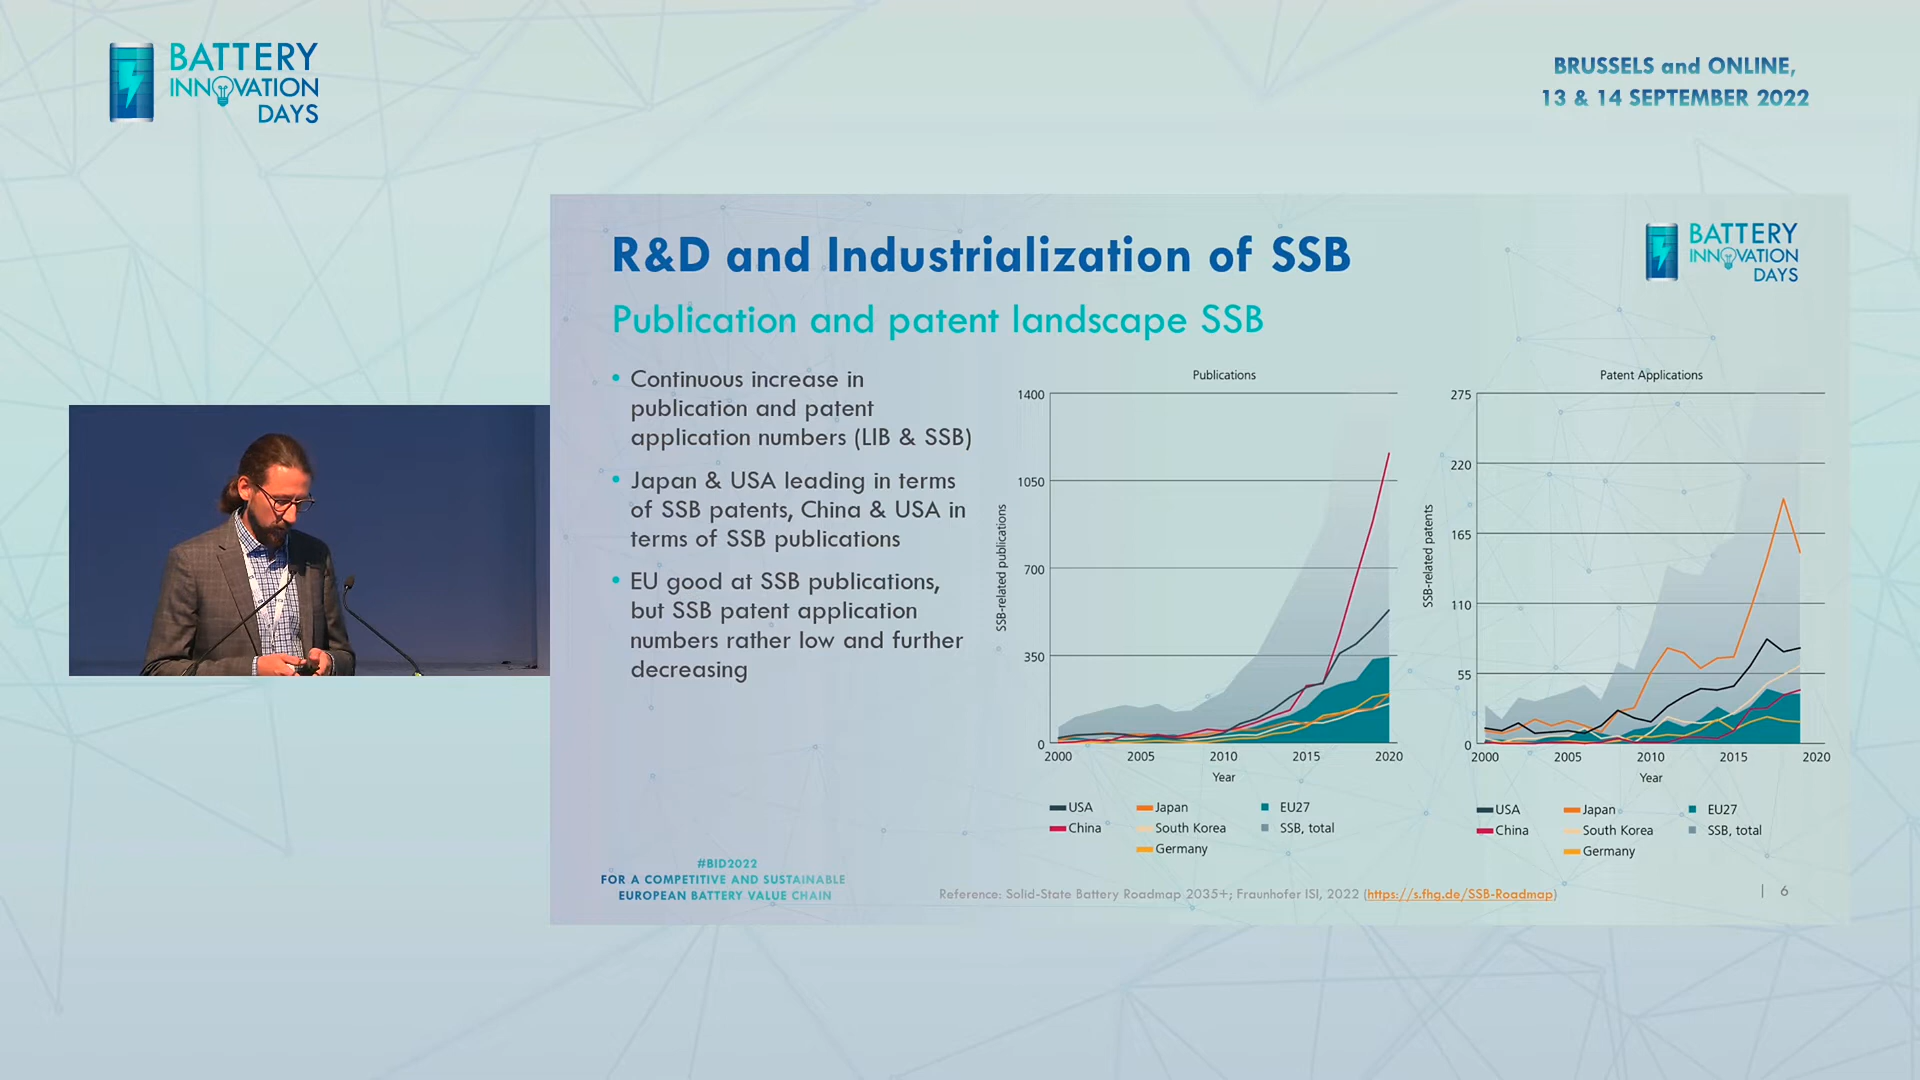 BATTERY
INNOVATION
DAYS
BRUSSELS and ONLINE,
13 & 14 SEPTEMBER 2022
R&D and Industrialization of SSB
BATTERY
INNOVATION
DAYS
Publication and patent landscape SSB
• Continuous increase in
publication and patent
application numbers (LIB & SSB)
• Japan & USA leading in terms
of SSB patents, China & USA in
terms of SSB publications
• EU good at SSB publications,
but SSB patent application
numbers rather low and further
decreasing
Publications
SSB-related publications
1400
1050
700
350
0
2000 2005 2010 2015 2020
Year
USA Japan EU27
China South Korea SSB, total
Germany
Patent Applications
SSB-related patents
275
220
165
110
55
0
2000 2005 2010 2015 2020
Year
USA Japan EU27
China South Korea SSB, total
Germany
#BID2022
FOR A COMPETITIVE AND SUSTAINABLE
EUROPEAN BATTERY VALUE CHAIN
Reference: Solid-State Battery Roadmap 2035+; Fraunhofer ISI, 2022 (https://s.fhg.de/SSB-Roadmap)
| 6